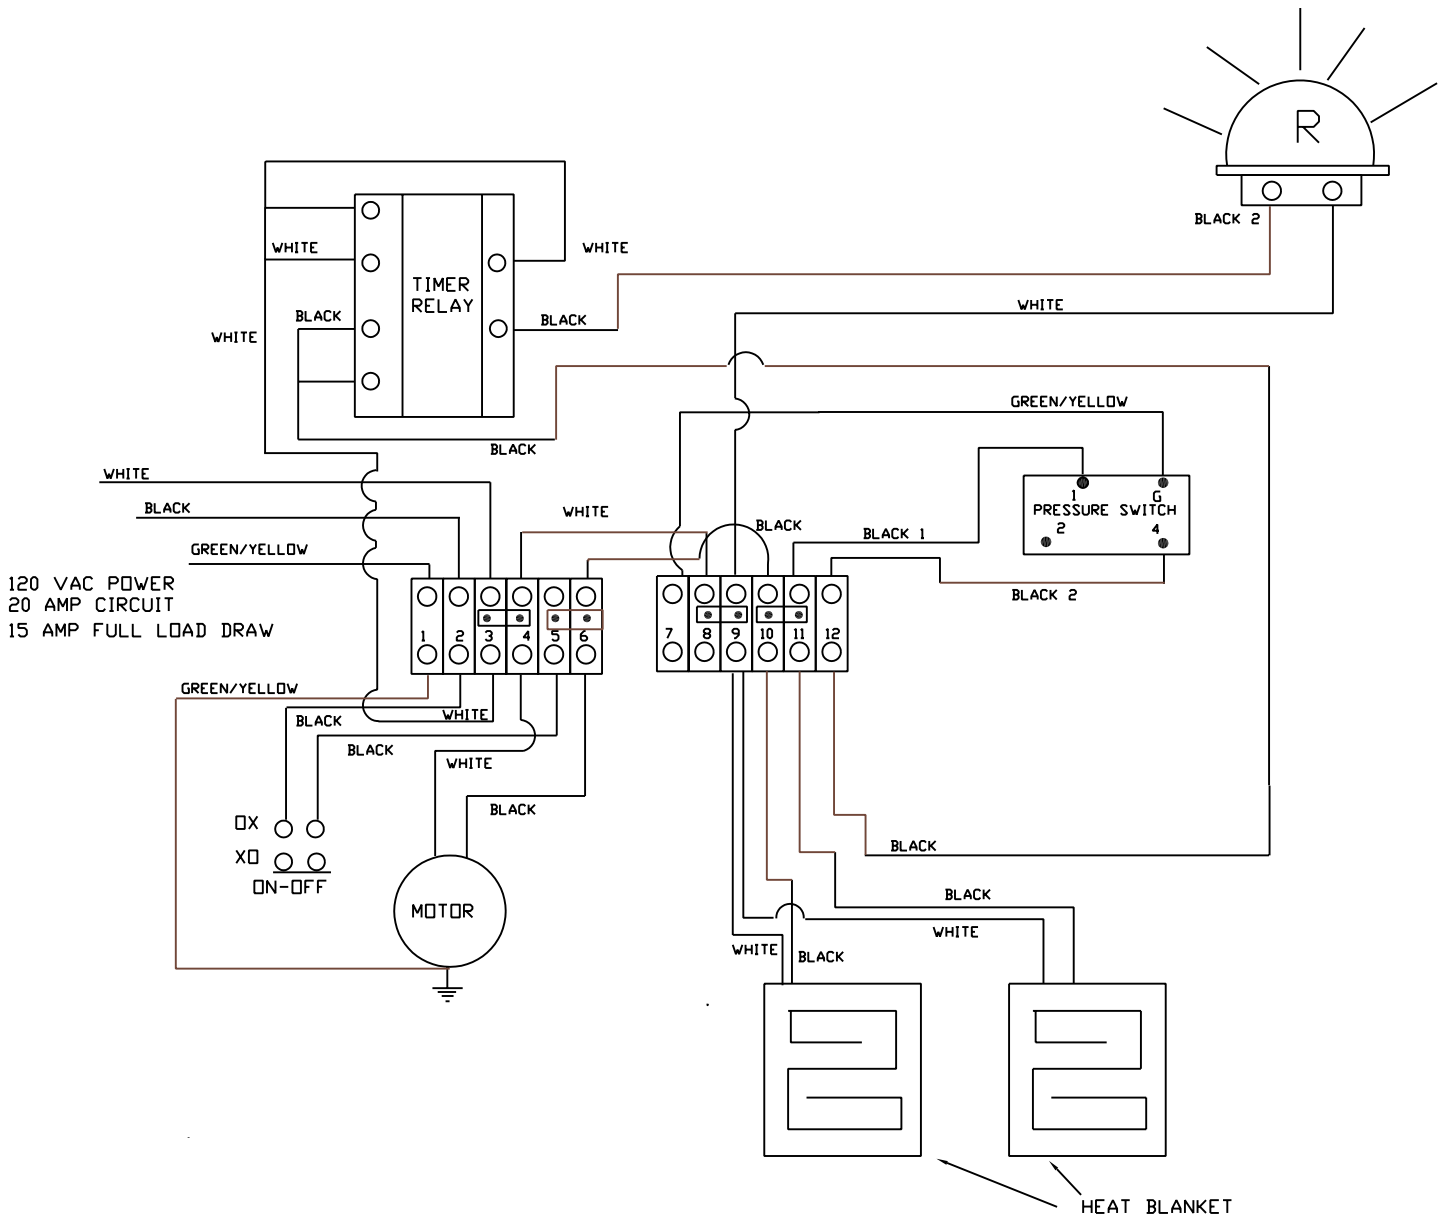 R
BLACK 2
WHITE
WHITE
TIMER
RELAY
BLACK
BLACK
WHITE
WHITE
BLACK
GREEN/YELLOW
WHITE
BLACK
GREEN/YELLOW
WHITE
BLACK
BLACK 1
1 G
PRESSURE SWITCH
2 4
BLACK 2
120 VAC POWER
20 AMP CIRCUIT
15 AMP FULL LOAD DRAW
1 2 3 4 5 6
7 8 9 10 11 12
GREEN/YELLOW
BLACK
WHITE
BLACK
WHITE
BLACK
OX
XO
ON-OFF
MOTOR
BLACK
BLACK
WHITE
WHITE
BLACK
HEAT BLANKET